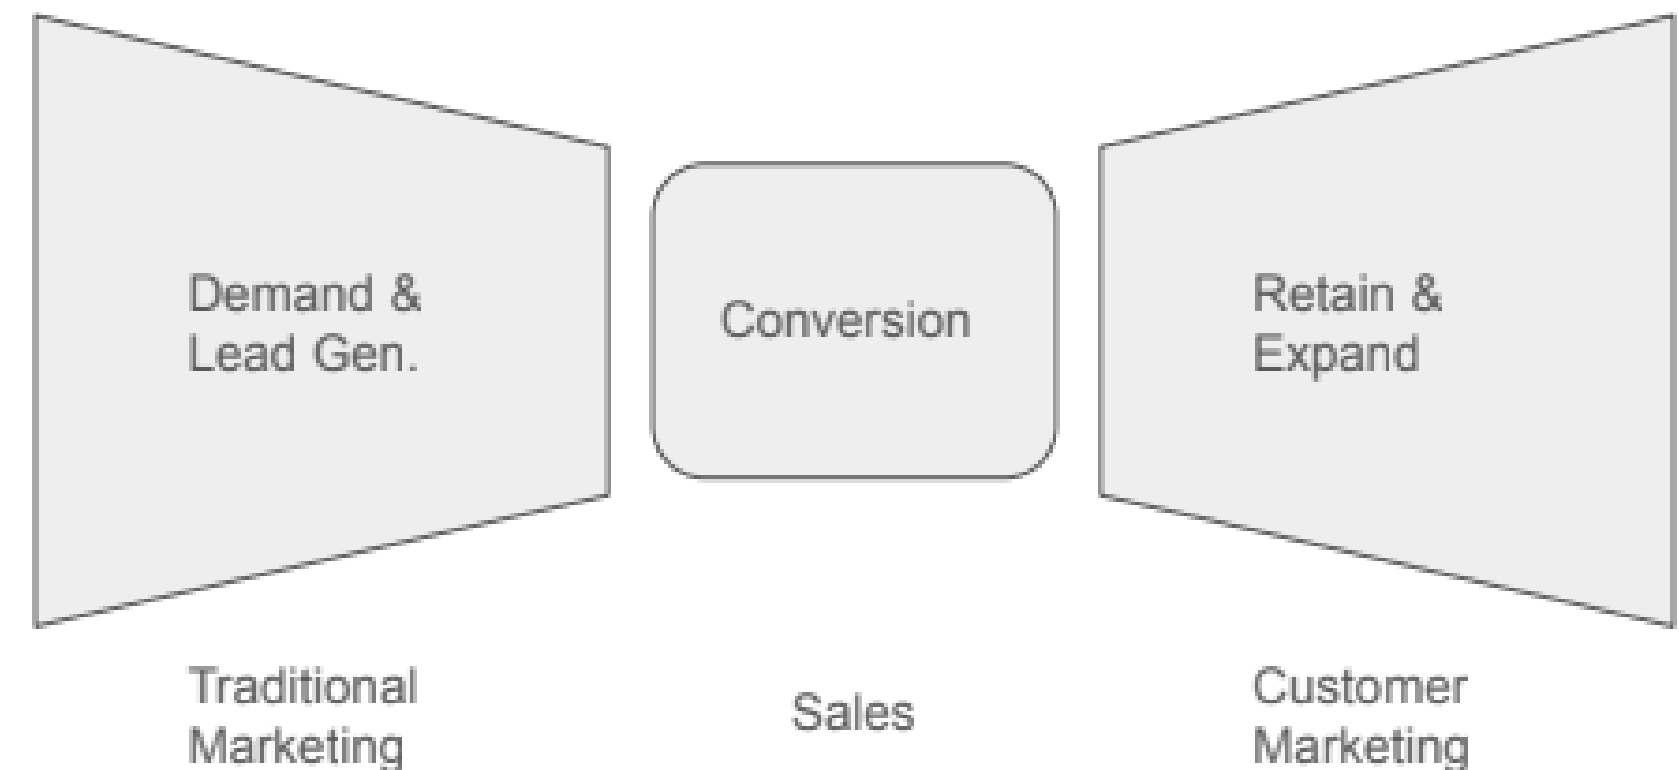 Demand &
Lead Gen.
Conversion
Retain &
Expand
Traditional
Marketing
Sales
Customer
Marketing